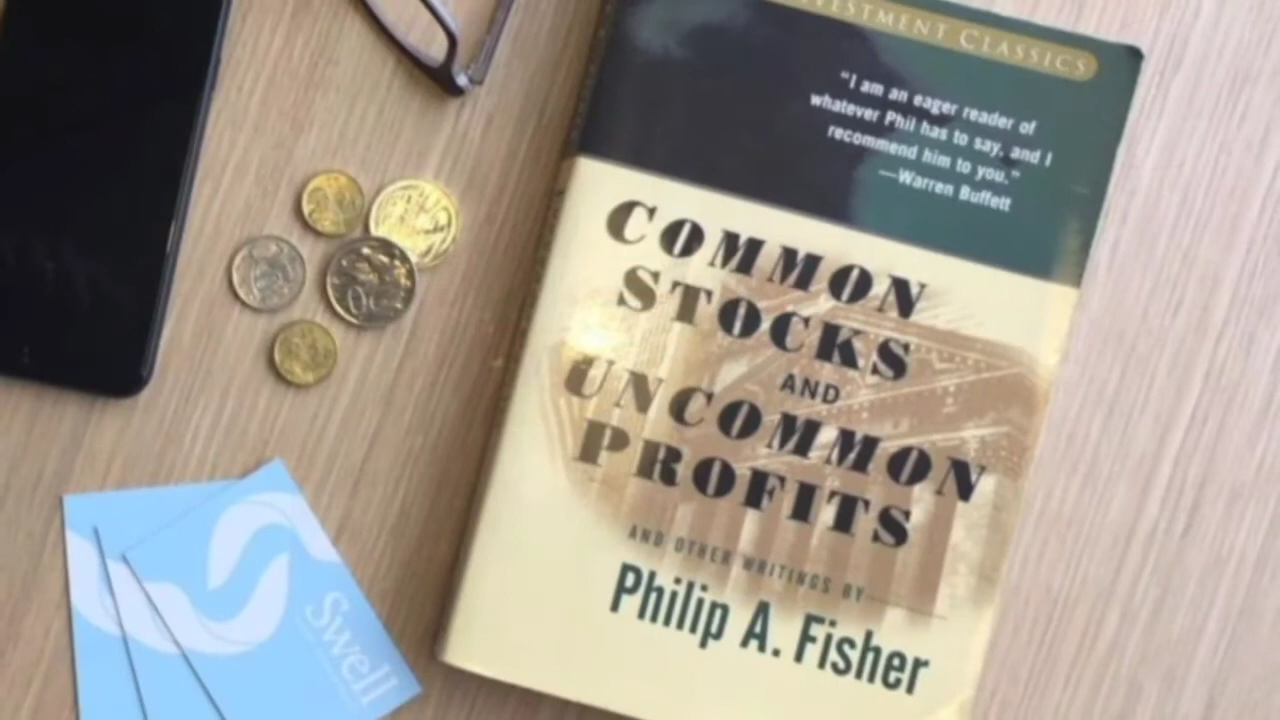 INVESTMENT CLASSICS
“I am an eager reader of
whatever Phil has to say, and I
recommend him to you.”
—Warren Buffett
COMMON
STOCKS
AND
UNCOMMON
PROFITS
AND OTHER WRITINGS BY
Philip A. Fisher
Swell